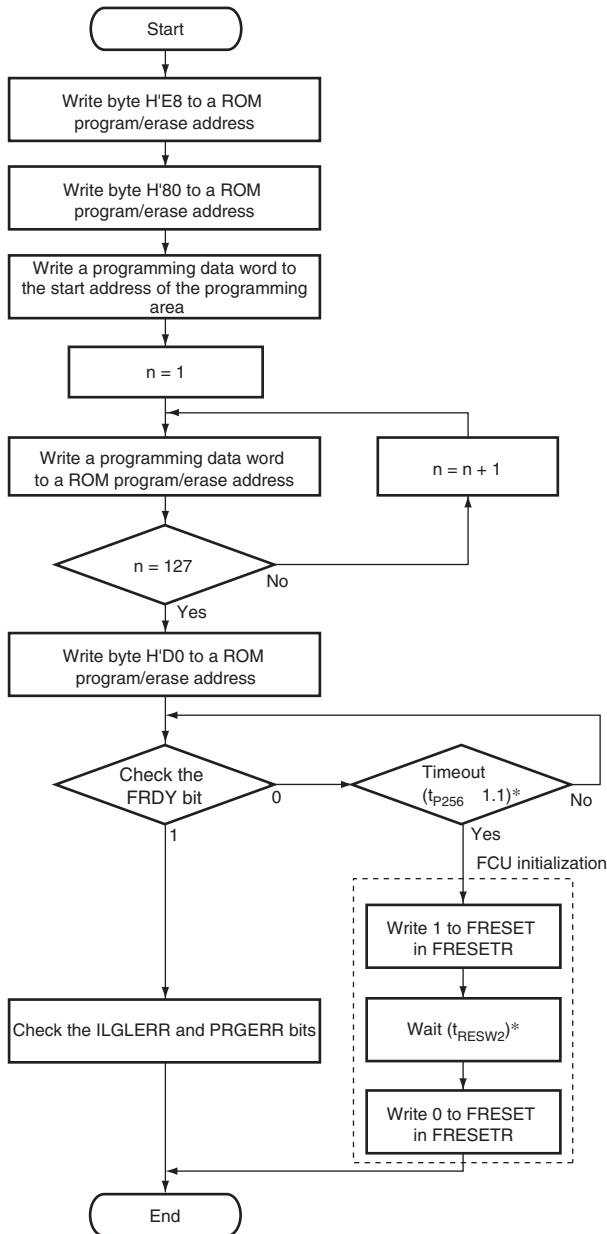 Start
Write byte H'E8 to a ROM
program/erase address
Write byte H'80 to a ROM
program/erase address
Write a programming data word to
the start address of the programming
area
n = 1
Write a programming data word
to a ROM program/erase address
n = n + 1
n = 127
No
Yes
Write byte H'D0 to a ROM
program/erase address
Check the
FRDY bit
0
1
Timeout
(tP256 1.1)*
No
Yes
FCU initialization
Write 1 to FRESET
in FRESETR
Check the ILGLERR and PRGERR bits
Wait (tRESW2)*
Write 0 to FRESET
in FRESETR
End